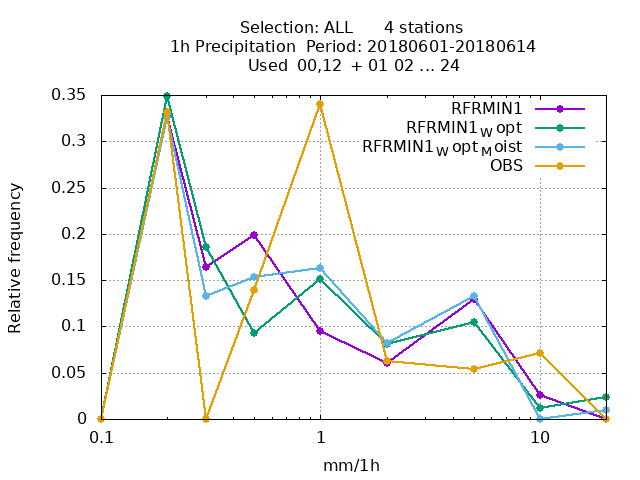 Selection: ALL      4 stations
1h Precipitation  Period: 20180601-20180614
Used  00,12  + 01 02 ... 24
0.35
0.3
0.25
0.2
0.15
0.1
0.05
0
Relative frequency
RFRMIN1
RFRMIN1Wopt
RFRMIN1WoptMoist
OBS
0.1
1
10
mm/1h